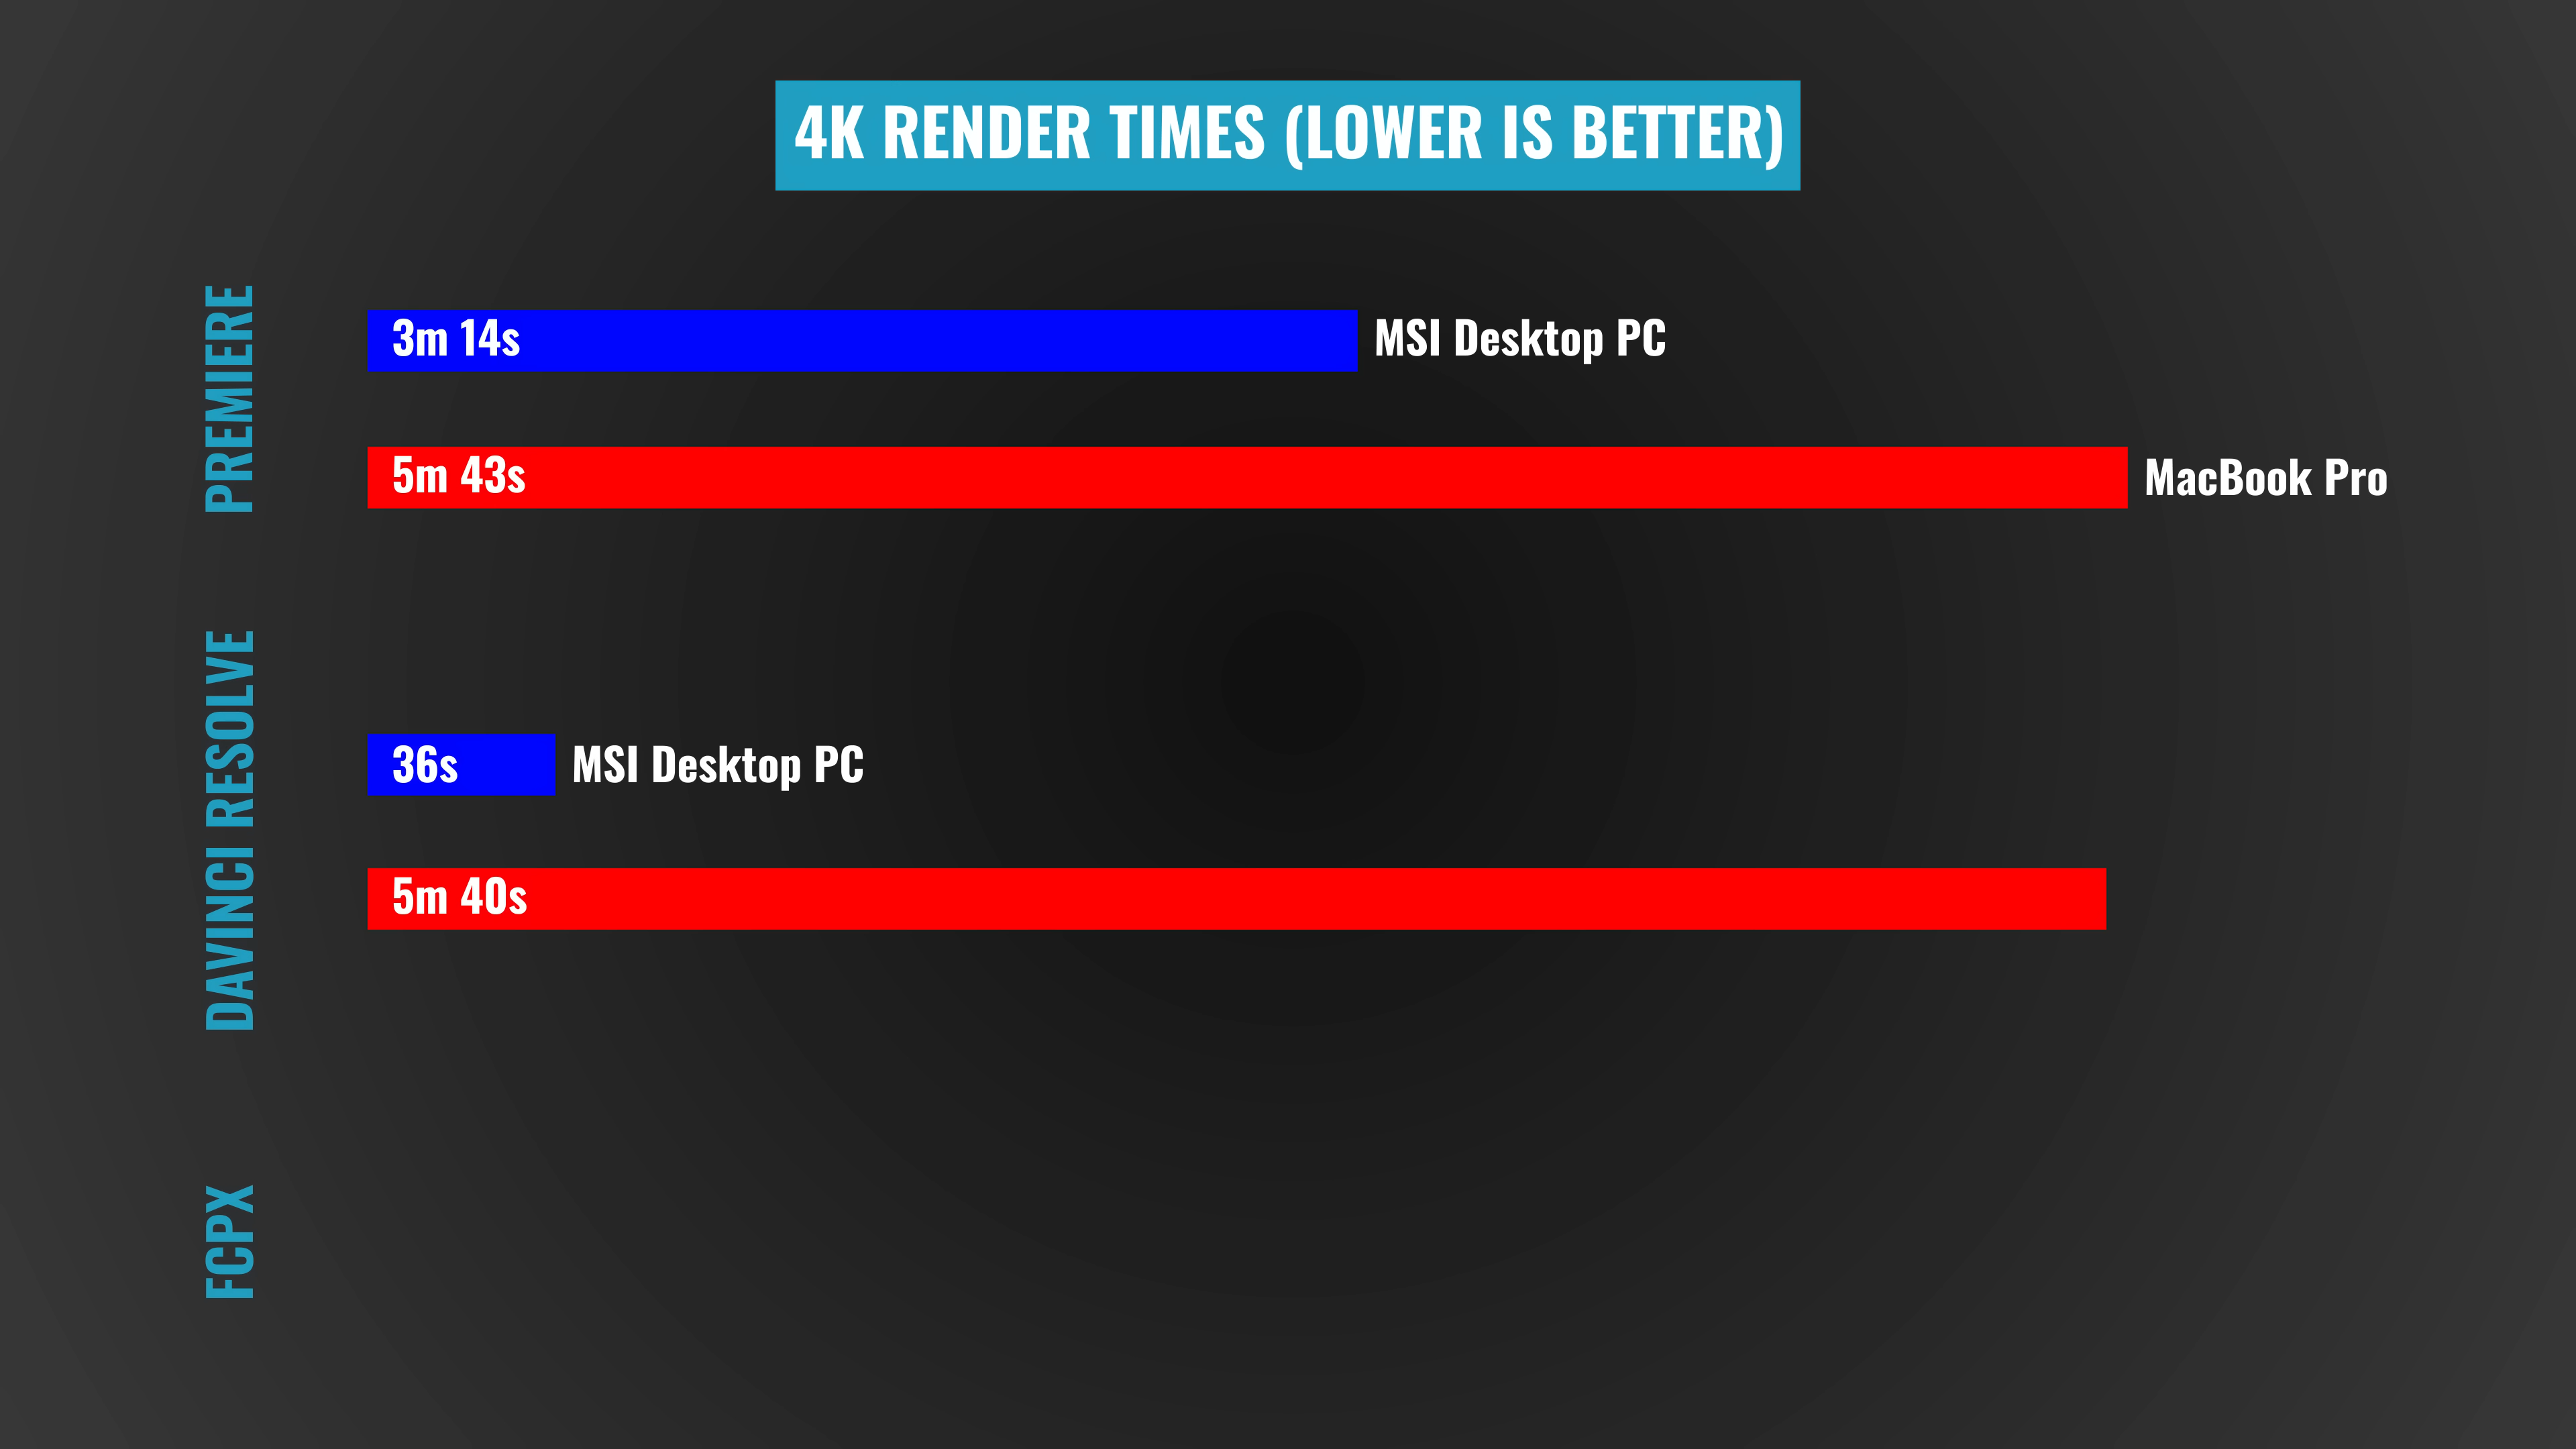 4K RENDER TIMES (LOWER IS BETTER)
PREMIERE
3m 14s
MSI Desktop PC
5m 43s
MacBook Pro
DAVINCI RESOLVE
36s
MSI Desktop PC
5m 40s
FCPX